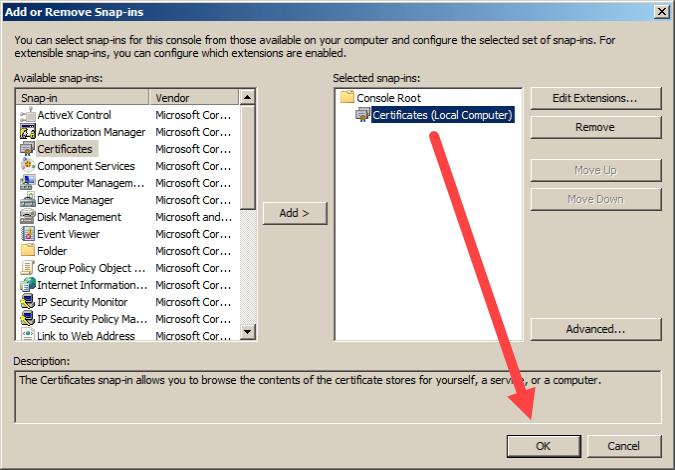 Add or Remove Snap-ins
You can select snap-ins for this console from those available on your computer and configure the selected set of snap-ins. For
extensible snap-ins, you can configure which extensions are enabled.
Available snap-ins:
Snap-in Vendor
ActiveX Control Microsoft Cor...
Authorization Manager Microsoft Cor...
Certificates Microsoft Cor...
Component Services Microsoft Cor...
Computer Managem... Microsoft Cor...
Device Manager Microsoft Cor...
Disk Management Microsoft and...
Event Viewer Microsoft Cor...
Folder Microsoft Cor...
Group Policy Object ... Microsoft Cor...
Internet Information... Microsoft Cor...
IP Security Monitor Microsoft Cor...
IP Security Policy Ma... Microsoft Cor...
Link to Web Address Microsoft Cor...
Add >
Selected snap-ins:
Console Root
Certificates (Local Computer)
Edit Extensions...
Remove
Move Up
Move Down
Advanced...
Description:
The Certificates snap-in allows you to browse the contents of the certificate stores for yourself, a service, or a computer.
OK
Cancel